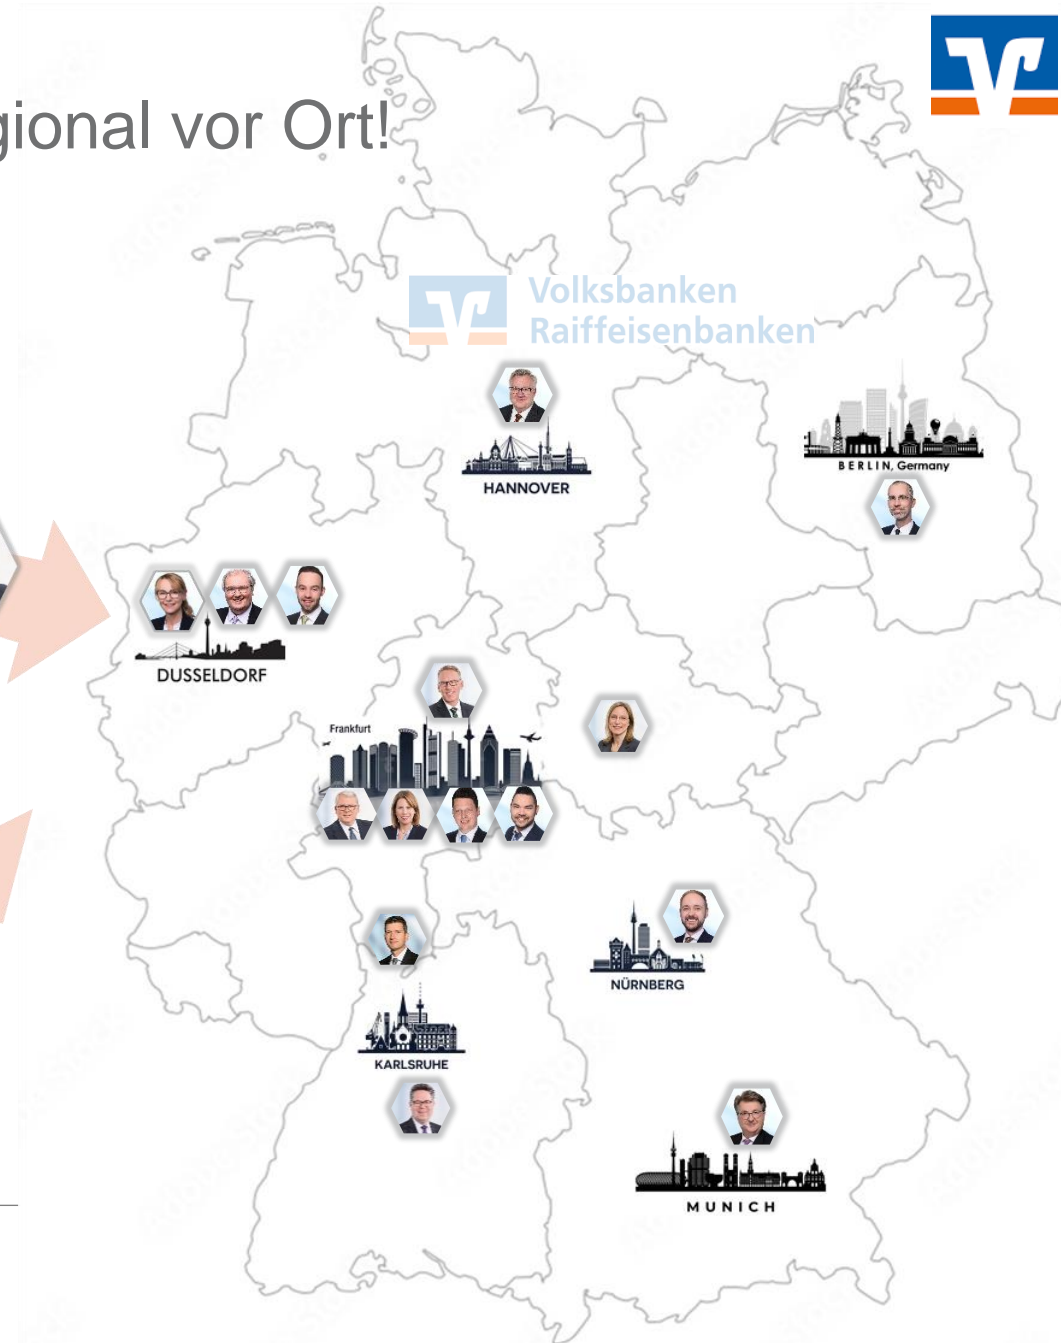 gional vor Ort!
Volksbanken
Raiffeisenbanken
HANNOVER
BERLIN, Germany
DUSSELDORF
Frankfurt
NÜRNBERG
KARLSRUHE
MUNICH